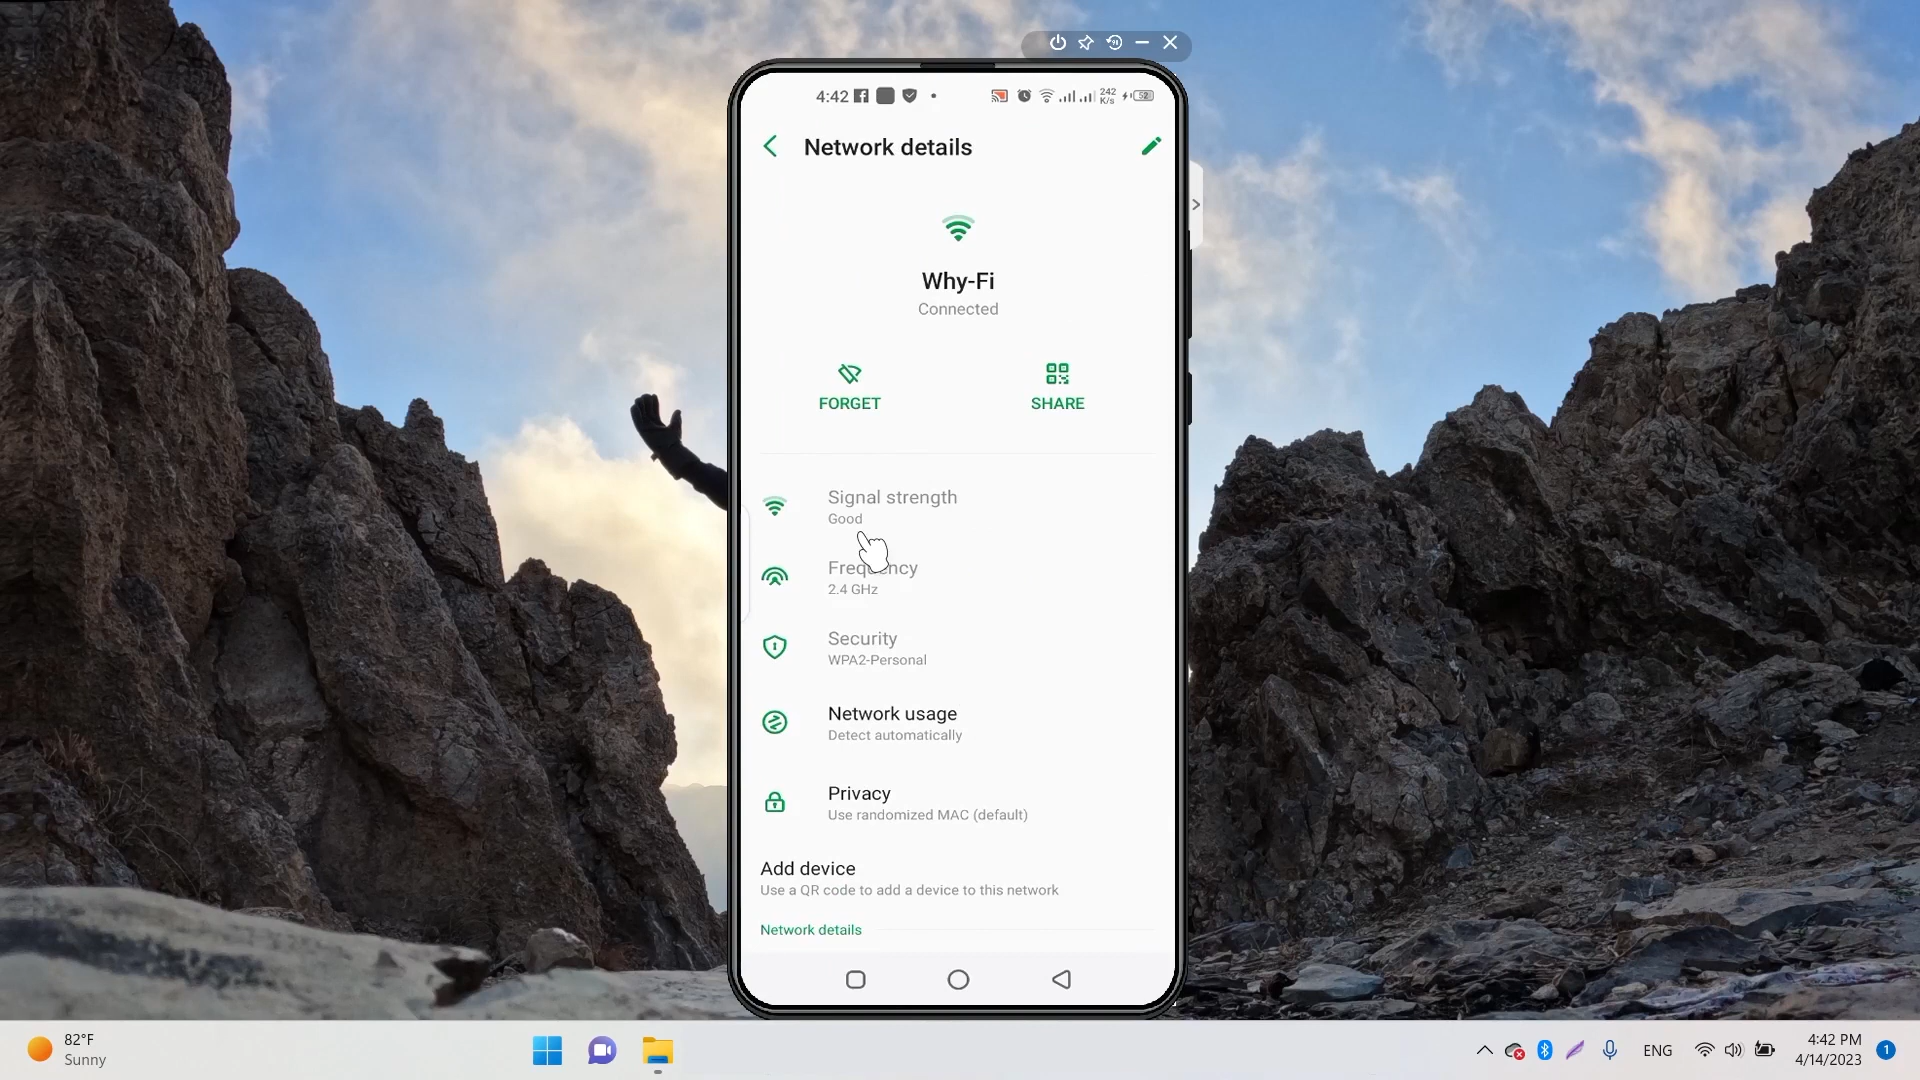 4:42
242
K/s
52
Network details
Why-Fi
Connected
FORGET
SHARE
Signal strength
Good
Frequency
2.4 GHz
Security
WPA2-Personal
Network usage
Detect automatically
Privacy
Use randomized MAC (default)
Add device
Use a QR code to add a device to this network
Network details
82°F
Sunny
ENG
4:42 PM
4/14/2023
1